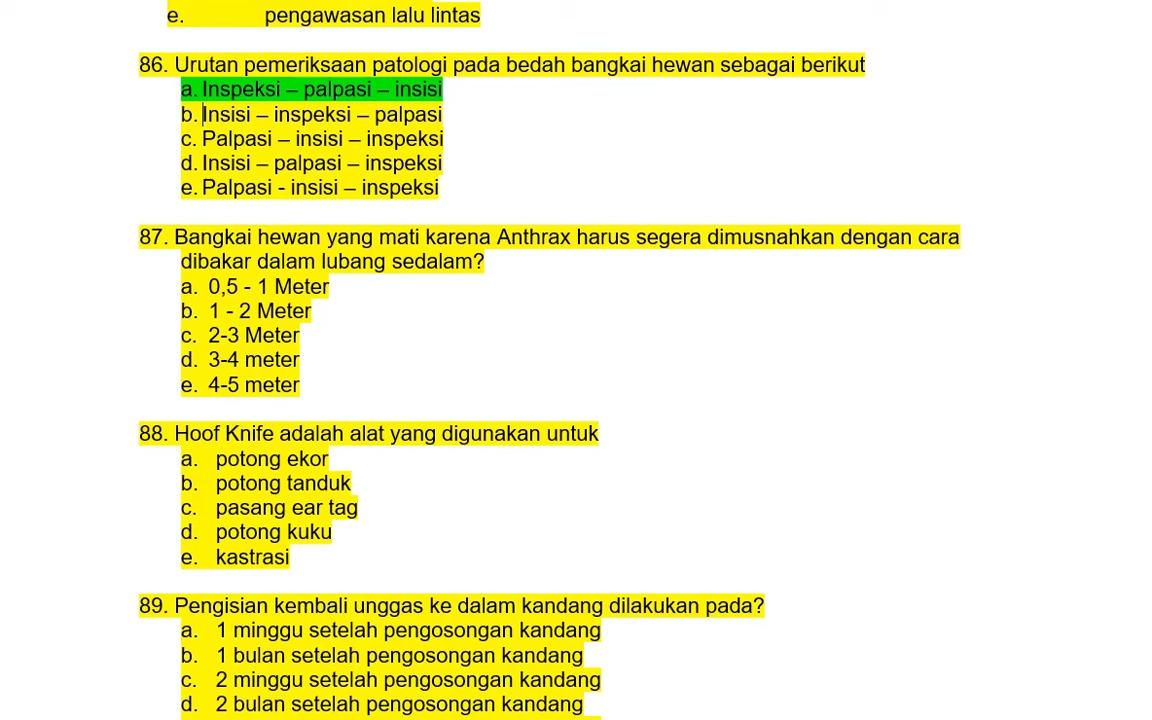 e. pengawasan lalu lintas
86. Urutan pemeriksaan patologi pada bedah bangkai hewan sebagai berikut
a. Inspeksi – palpasi – insisi
b. Insisi – inspeksi – palpasi
c. Palpasi – insisi – inspeksi
d. Insisi – palpasi – inspeksi
e. Palpasi - insisi – inspeksi
87. Bangkai hewan yang mati karena Anthrax harus segera dimusnahkan dengan cara
dibakar dalam lubang sedalam?
a. 0,5 - 1 Meter
b. 1 - 2 Meter
c. 2-3 Meter
d. 3-4 meter
e. 4-5 meter
88. Hoof Knife adalah alat yang digunakan untuk
a. potong ekor
b. potong tanduk
c. pasang ear tag
d. potong kuku
e. kastrasi
89. Pengisian kembali unggas ke dalam kandang dilakukan pada?
a. 1 minggu setelah pengosongan kandang
b. 1 bulan setelah pengosongan kandang
c. 2 minggu setelah pengosongan kandang
d. 2 bulan setelah pengosongan kandang